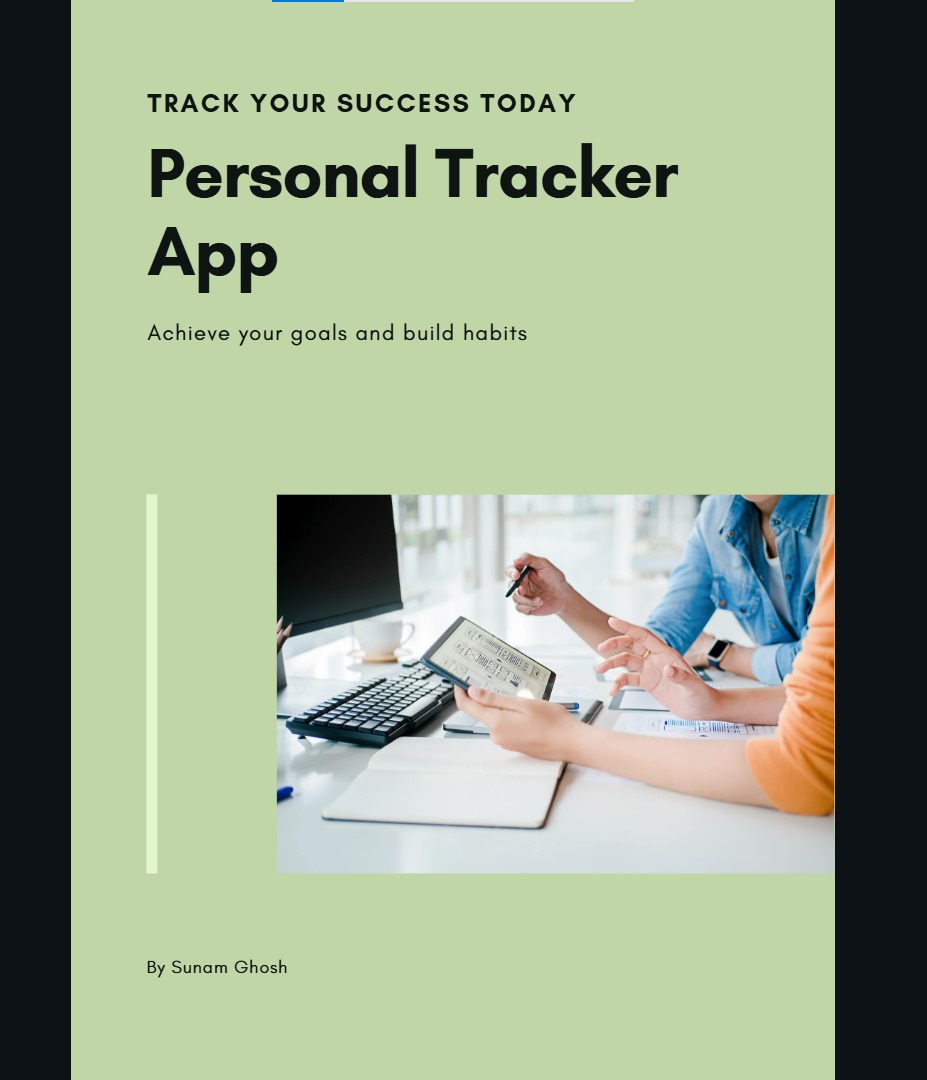 TRACK YOUR SUCCESS TODAY
Personal Tracker
App
Achieve your goals and build habits
By Sunam Ghosh